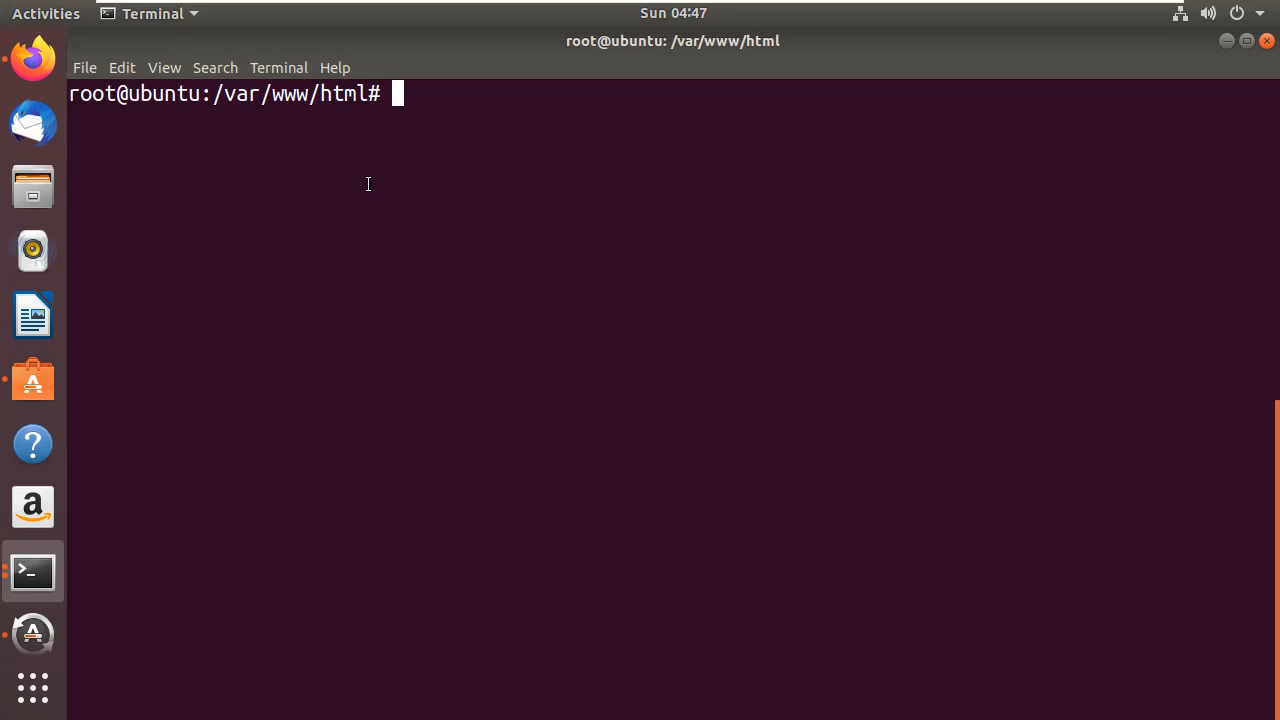 Activities Terminal Sun 04:47
root@ubuntu: /var/www/html
File Edit View Search Terminal Help
root@ubuntu:/var/www/html#